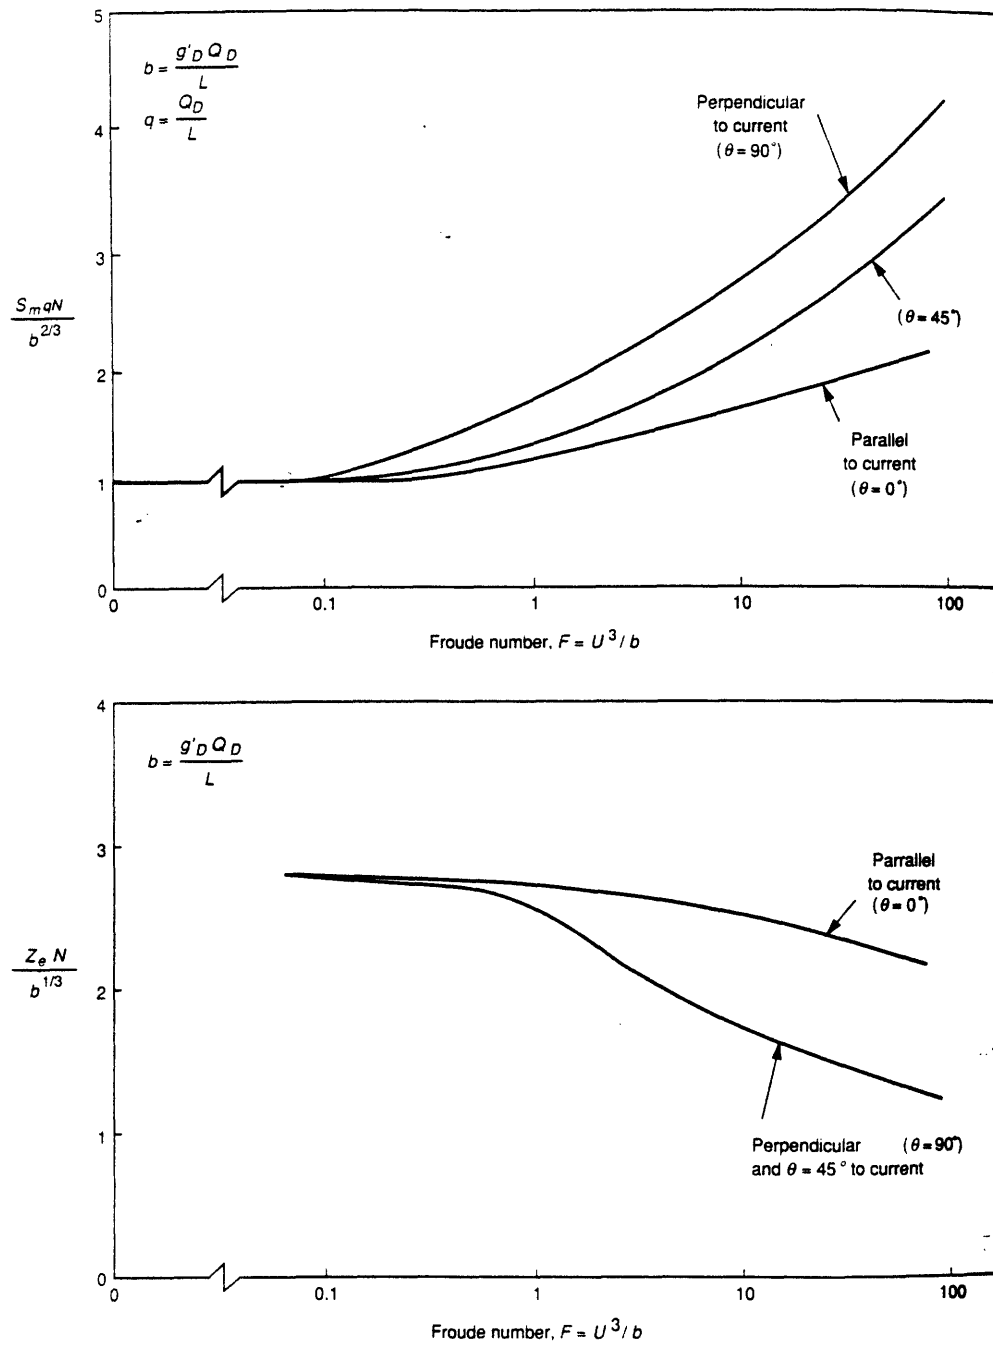 5
b = g'D QD / L
q = QD / L
4
Perpendicular
to current
(θ = 90°)
3
Sm qN / b^2/3
(θ = 45°)
2
Parallel
to current
(θ = 0°)
1
0
0 0.1 1 10 100
Froude number, F = U^3 / b
4
b = g'D QD / L
3
Parrallel
to current
(θ = 0°)
Ze N / b^1/3
2
1
Perpendicular (θ = 90°)
and θ = 45° to current
0
0 0.1 1 10 100
Froude number, F = U^3 / b